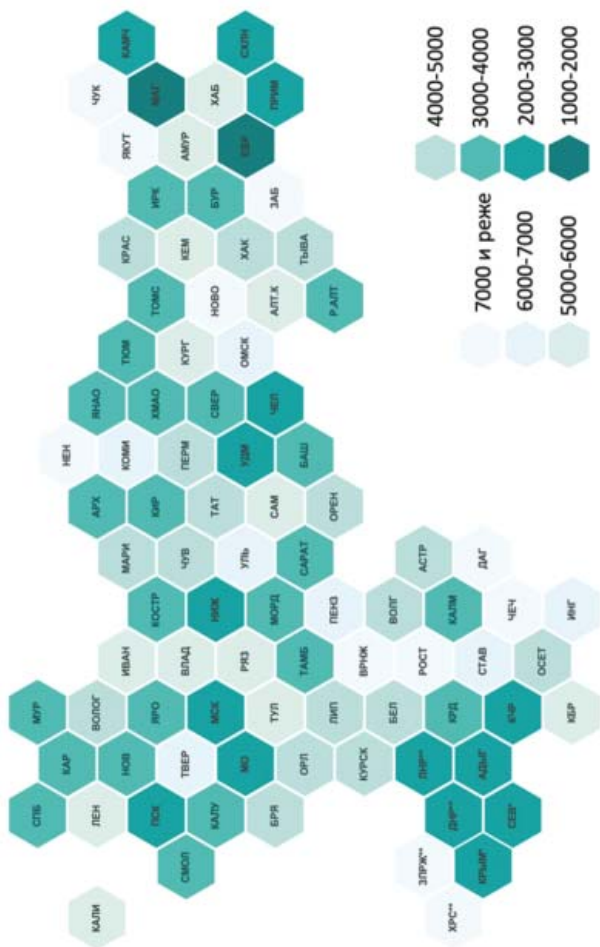 СПБ МУР
КАР НЕН
КАЛИ ЛЕН ВОЛОГ АРХ ЯНАО ЧУК
НОВ ИВАН МАРИ КОМИ ТЮМ КРАС ЯКУТ КАМЧ
ПСК ЯРО КОСТР КИР ХМАО ТОМС ИРК МАГ
СМОЛ ТВЕР ВЛАД ЧУВ ПЕРМ КУРГ КЕМ АМУР
КАЛУ МСК НИЖ ТАТ СВЕР НОВО БУР ХАБ
МО РЯЗ УЛЬ УДМ ОМСК ХАК ЕВР СХЛН
БРЯ ТУЛ МОРД САМ ЧЕЛ АЛТ.К ЗАБ ПРИМ
ОРЛ ТАМБ САРАТ БАШ ТЫВА
ЛИП ПЕНЗ ОРЕН Р.АЛТ
КУРСК ВРЮЖ
БЕЛ ВОЛГ
ЗПРЖ** ЛНР** РОСТ АСТР
ХРС** ДНР** КРД КАЛМ
КРЫМ* АДЫГ СТАВ ДАГ
СЕВ* КЧР ЧЕЧ
ОСЕТ
КБР ИНГ
4000-5000
7000 и реже 3000-4000
6000-7000 2000-3000
5000-6000 1000-2000